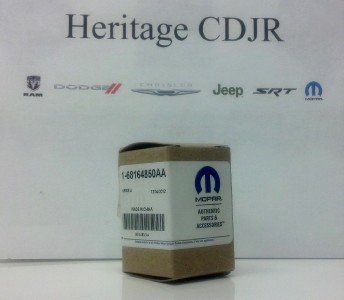 Heritage CDJR
RAM DODGE CHRYSLER Jeep SRT MOPAR
1-68164850AA
MOPAR
AUTHENTIC
PARTS &
ACCESSORIES